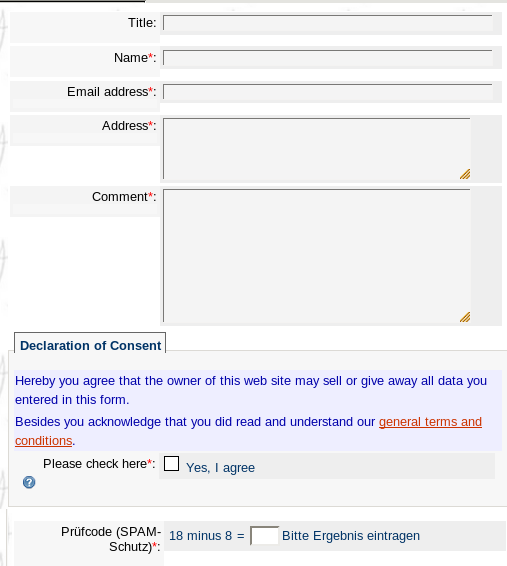 Title:
Name*:
Email address*:
Address*:
Comment*:
Declaration of Consent
Hereby you agree that the owner of this web site may sell or give away all data you
entered in this form.
Besides you acknowledge that you did read and understand our general terms and
conditions.
Please check here*: Yes, I agree
?
Prüfcode (SPAM-
Schutz)*: 18 minus 8 = Bitte Ergebnis eintragen